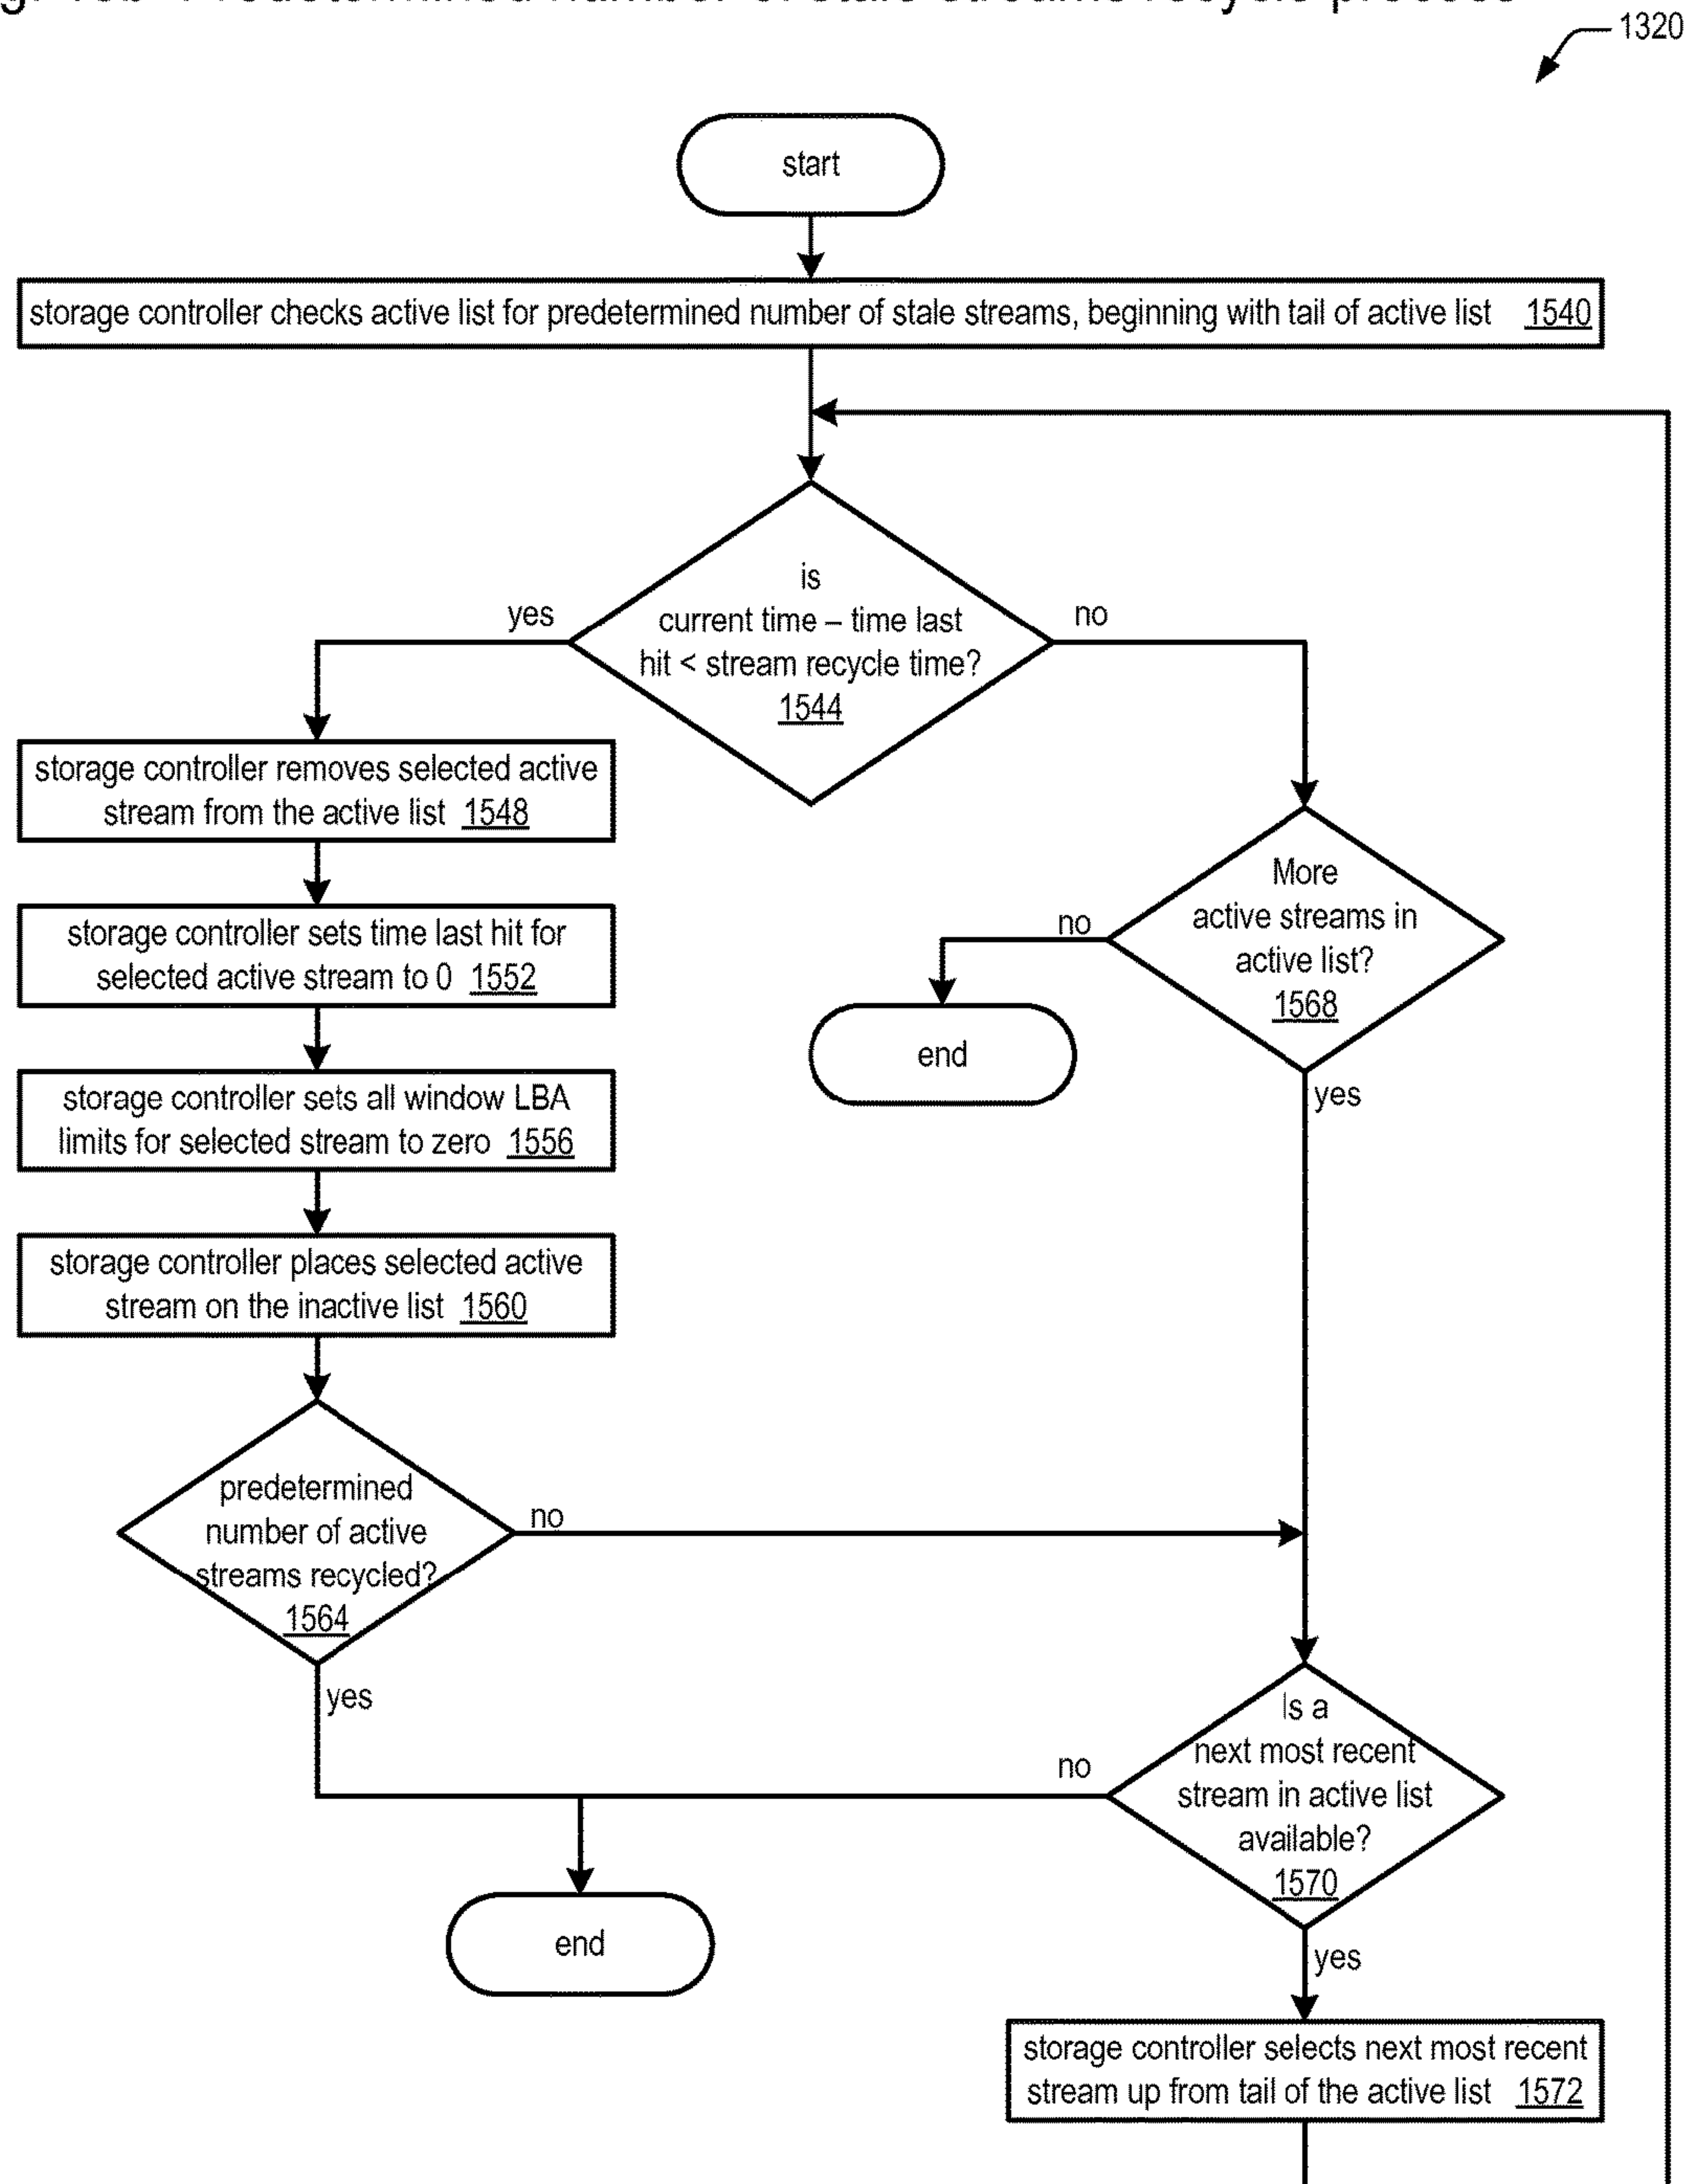 1320
start
storage controller checks active list for predetermined number of stale streams, beginning with tail of active list 1540
is
current time – time last
hit < stream recycle time?
1544
yes
no
storage controller removes selected active
stream from the active list 1548
More
active streams in
active list?
1568
no
yes
end
storage controller sets time last hit for
selected active stream to 0 1552
storage controller sets all window LBA
limits for selected stream to zero 1556
storage controller places selected active
stream on the inactive list 1560
predetermined
number of active
streams recycled?
1564
no
yes
Is a
next most recent
stream in active list
available?
1570
no
yes
end
storage controller selects next most recent
stream up from tail of the active list 1572